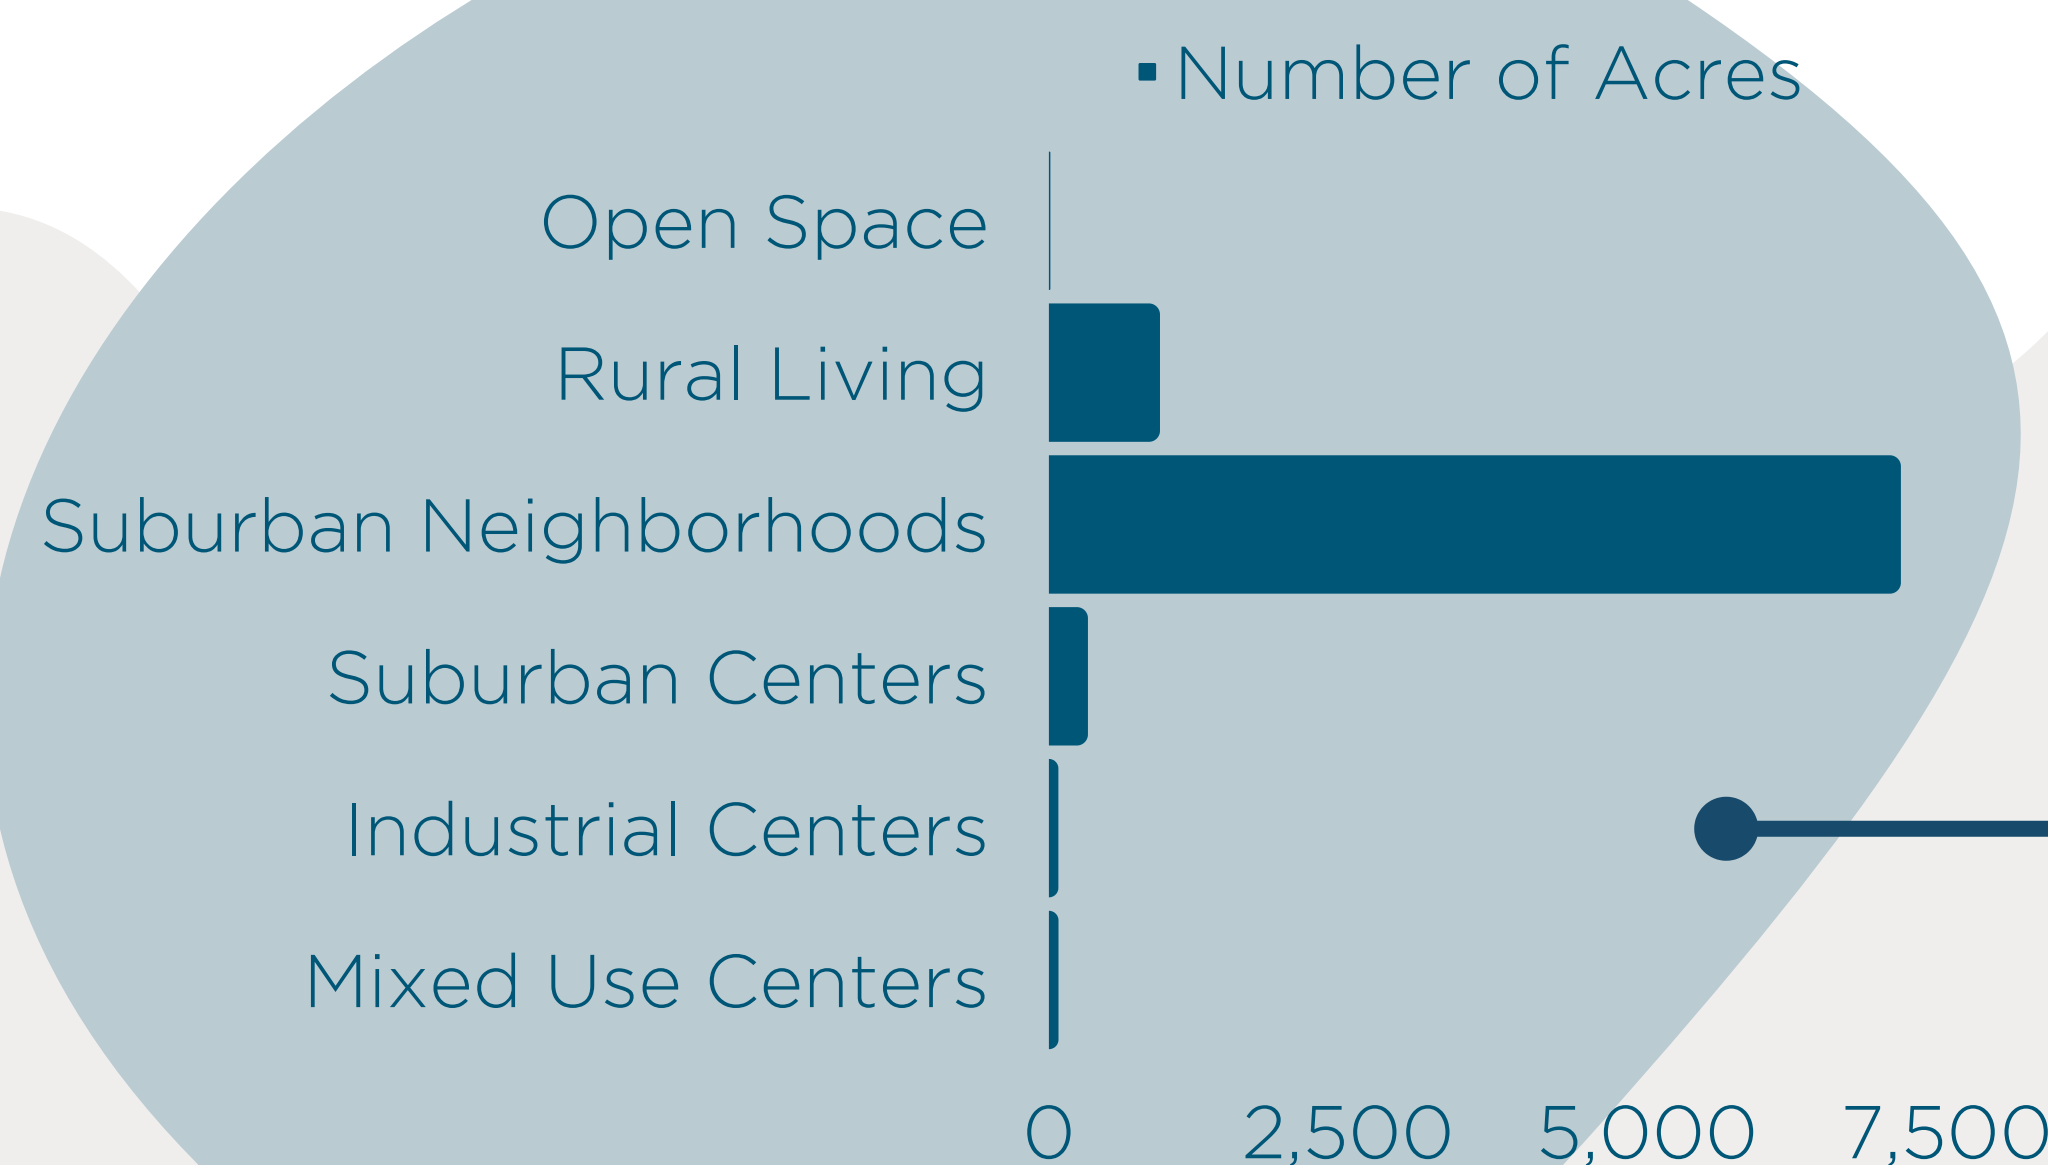 ▪ Number of Acres
Open Space
Rural Living
Suburban Neighborhoods
Suburban Centers
Industrial Centers
Mixed Use Centers
0 2,500 5,000 7,500